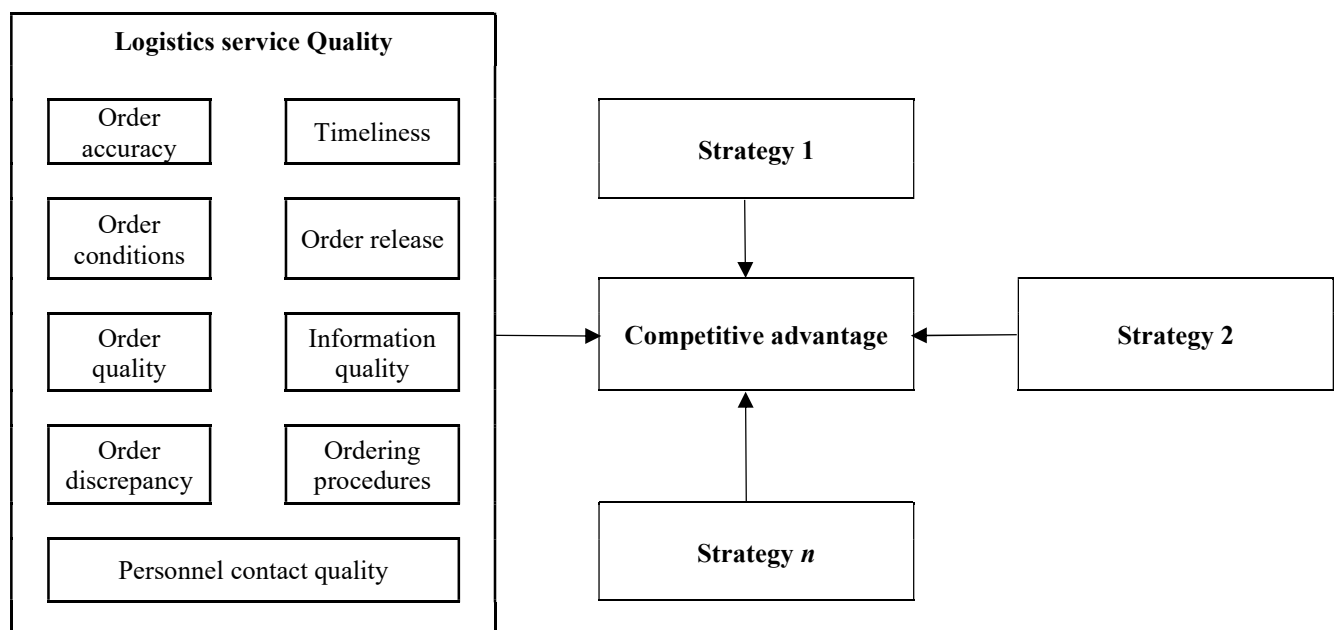 Logistics service Quality
Order
accuracy
Timeliness
Order
conditions
Order release
Order
quality
Information
quality
Order
discrepancy
Ordering
procedures
Personnel contact quality
Strategy 1
Competitive advantage
Strategy 2
Strategy n